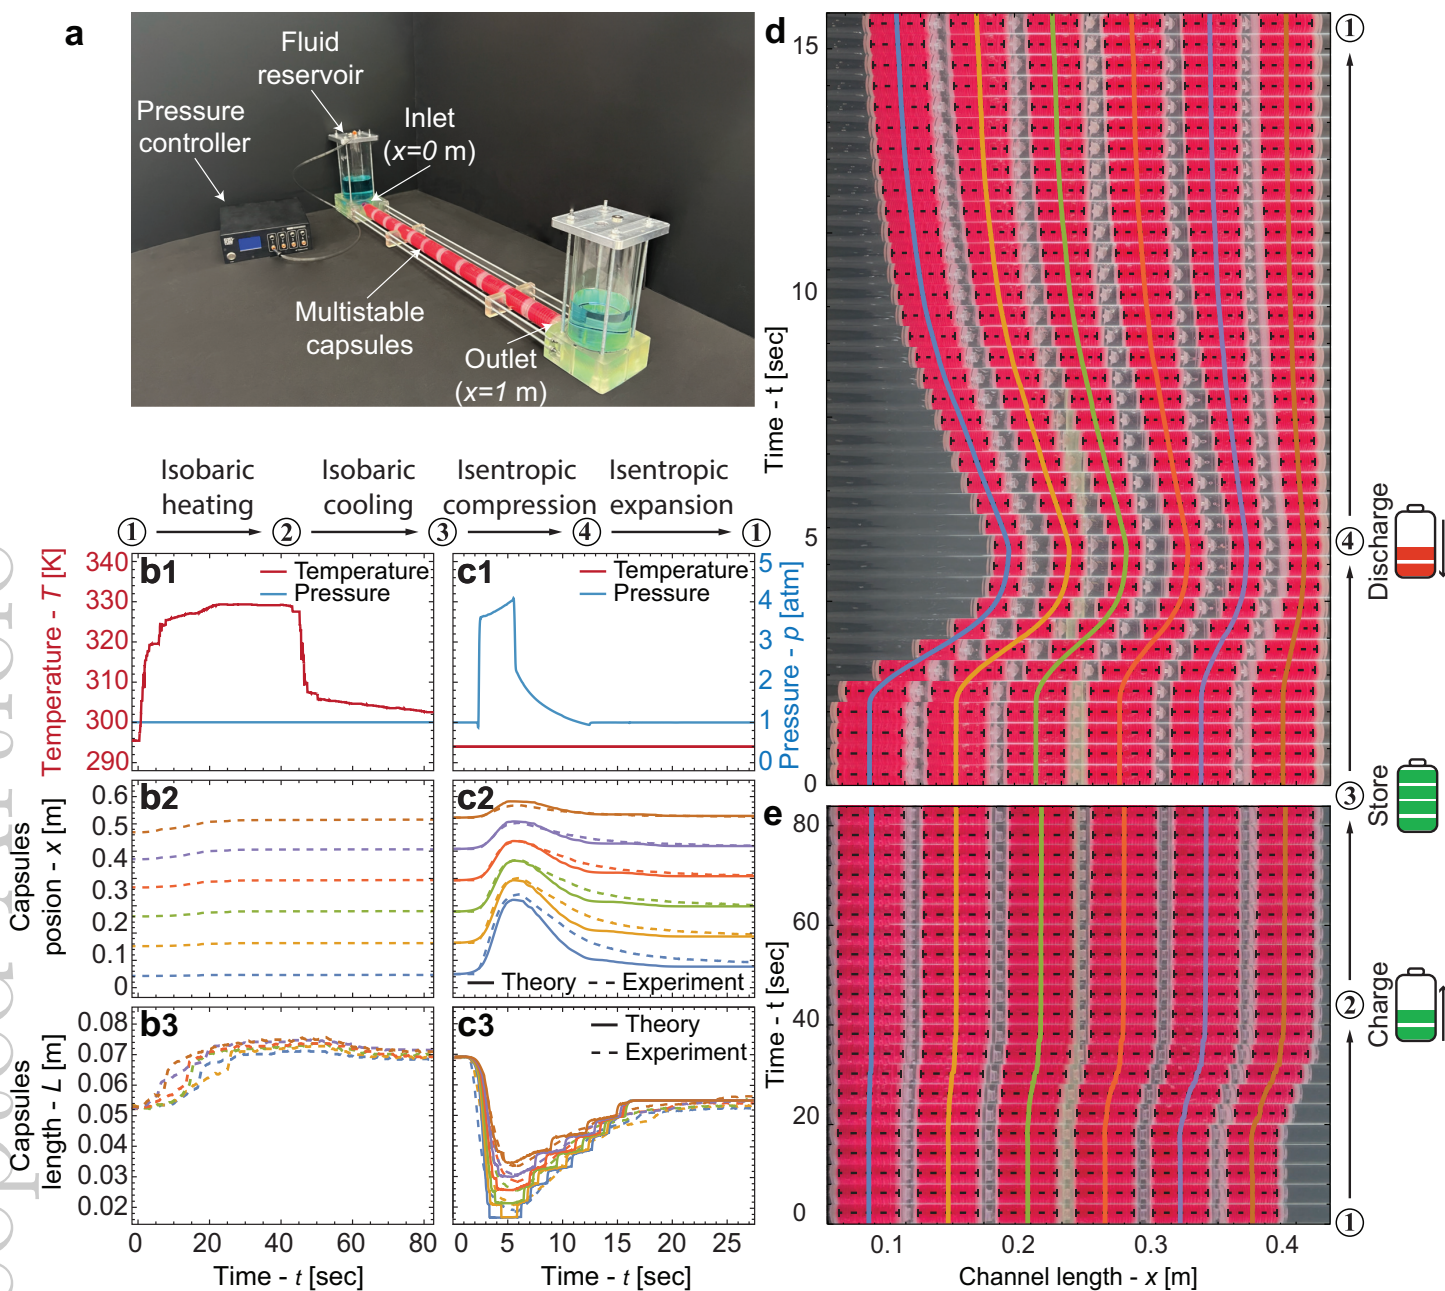 a
Fluid
reservoir
Pressure
controller
Inlet
(x=0 m)
Multistable
capsules
Outlet
(x=1 m)
Isobaric
heating
Isobaric
cooling
Isentropic
compression
Isentropic
expansion
1
2
3
4
1
b1
Temperature - T [K]
340
330
320
310
300
290
Temperature
Pressure
c1
Temperature
Pressure
5
4
3
2
1
0
Pressure - p [atm]
b2
Capsules
posion - x [m]
0.6
0.5
0.4
0.3
0.2
0.1
0
c2
Theory
Experiment
b3
Capsules
length - L [m]
0.08
0.07
0.06
0.05
0.04
0.03
0.02
0
20
40
60
80
Time - t [sec]
c3
Theory
Experiment
0
5
10
15
20
25
Time - t [sec]
d
15
10
5
0
Time - t [sec]
1
4
3
Discharge
Store
e
80
60
40
20
0
Time - t [sec]
2
1
Charge
0.1
0.2
0.3
0.4
Channel length - x [m]